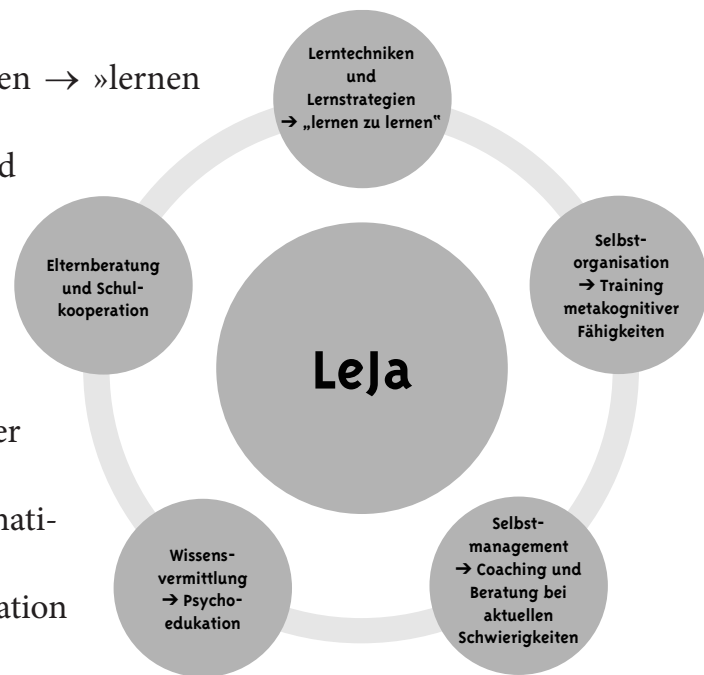 en → »lernen
d
er
nati-
ation
Lerntechniken
und
Lernstrategien
➔ „lernen zu lernen“
Selbst-
organisation
➔ Training
metakognitiver
Fähigkeiten
Selbst-
management
➔ Coaching und
Beratung bei
aktuellen
Schwierigkeiten
Wissens-
vermittlung
➔ Psycho-
edukation
Elternberatung
und Schul-
kooperation
LeJa